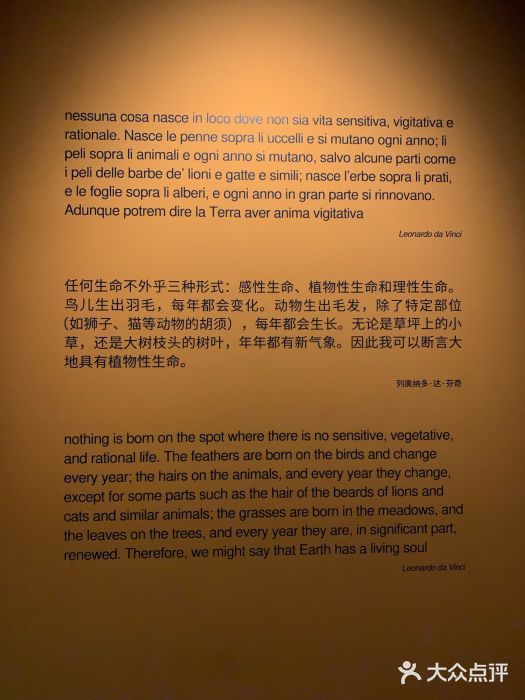 nessuna cosa nasce in loco dove non sia vita sensitiva, vigitativa e
rationale. Nasce le penne sopra li uccelli e si mutano ogni anno; li
peli sopra li animali e ogni anno si mutano, salvo alcune parti come
i peli delle barbe de' lioni e gatte e simili; nasce l'erbe sopra li prati,
e le foglie sopra li alberi, e ogni anno in gran parte si rinnovano.
Adunque potrem dire la Terra aver anima vigitativa
Leonardo da Vinci
任何生命不外乎三种形式：感性生命、植物性生命和理性生命。
鸟儿生出羽毛，每年都会变化。动物生出毛发，除了特定部位
（如狮子、猫等动物的胡须），每年都会生长。无论是草坪上的小
草，还是大树枝头的树叶，年年都有新气象。因此我可以断言大
地具有植物性生命。
列奥纳多·达·芬奇
nothing is born on the spot where there is no sensitive, vegetative,
and rational life. The feathers are born on the birds and change
every year; the hairs on the animals, and every year they change,
except for some parts such as the hair of the beards of lions and
cats and similar animals; the grasses are born in the meadows, and
the leaves on the trees, and every year they are, in significant part,
renewed. Therefore, we might say that Earth has a living soul
Leonardo da Vinci
大众点评